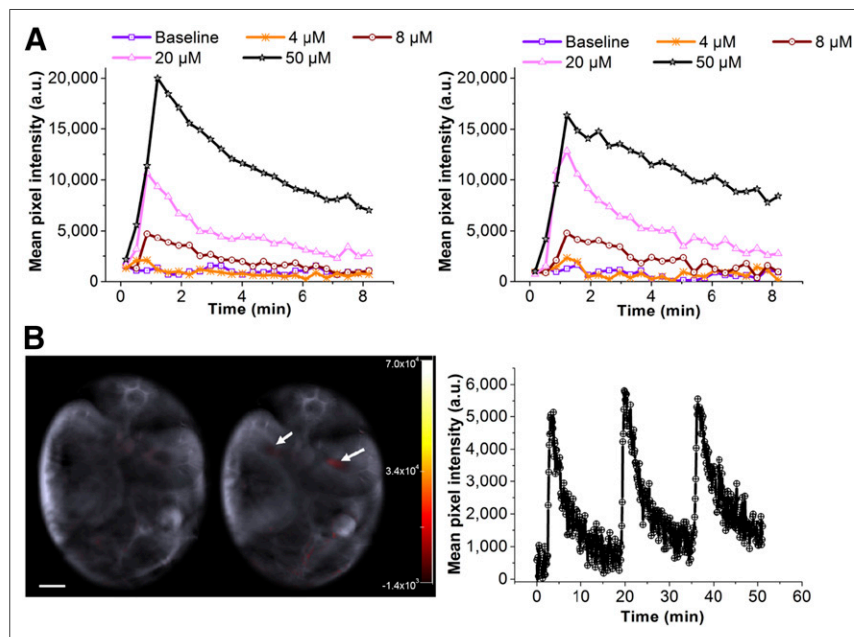 A
Baseline 4 µM 8 µM
20 µM 50 µM
20,000
15,000
10,000
5,000
0
Mean pixel intensity (a.u.)
0 2 4 6 8
Time (min)
Baseline 4 µM 8 µM
20 µM 50 µM
20,000
15,000
10,000
5,000
0
Mean pixel intensity (a.u.)
0 2 4 6 8
Time (min)
B
7.0x10⁴
3.4x10⁴
-1.4x10³
6,000
5,000
4,000
3,000
2,000
1,000
0
Mean pixel intensity (a.u.)
0 10 20 30 40 50 60
Time (min)